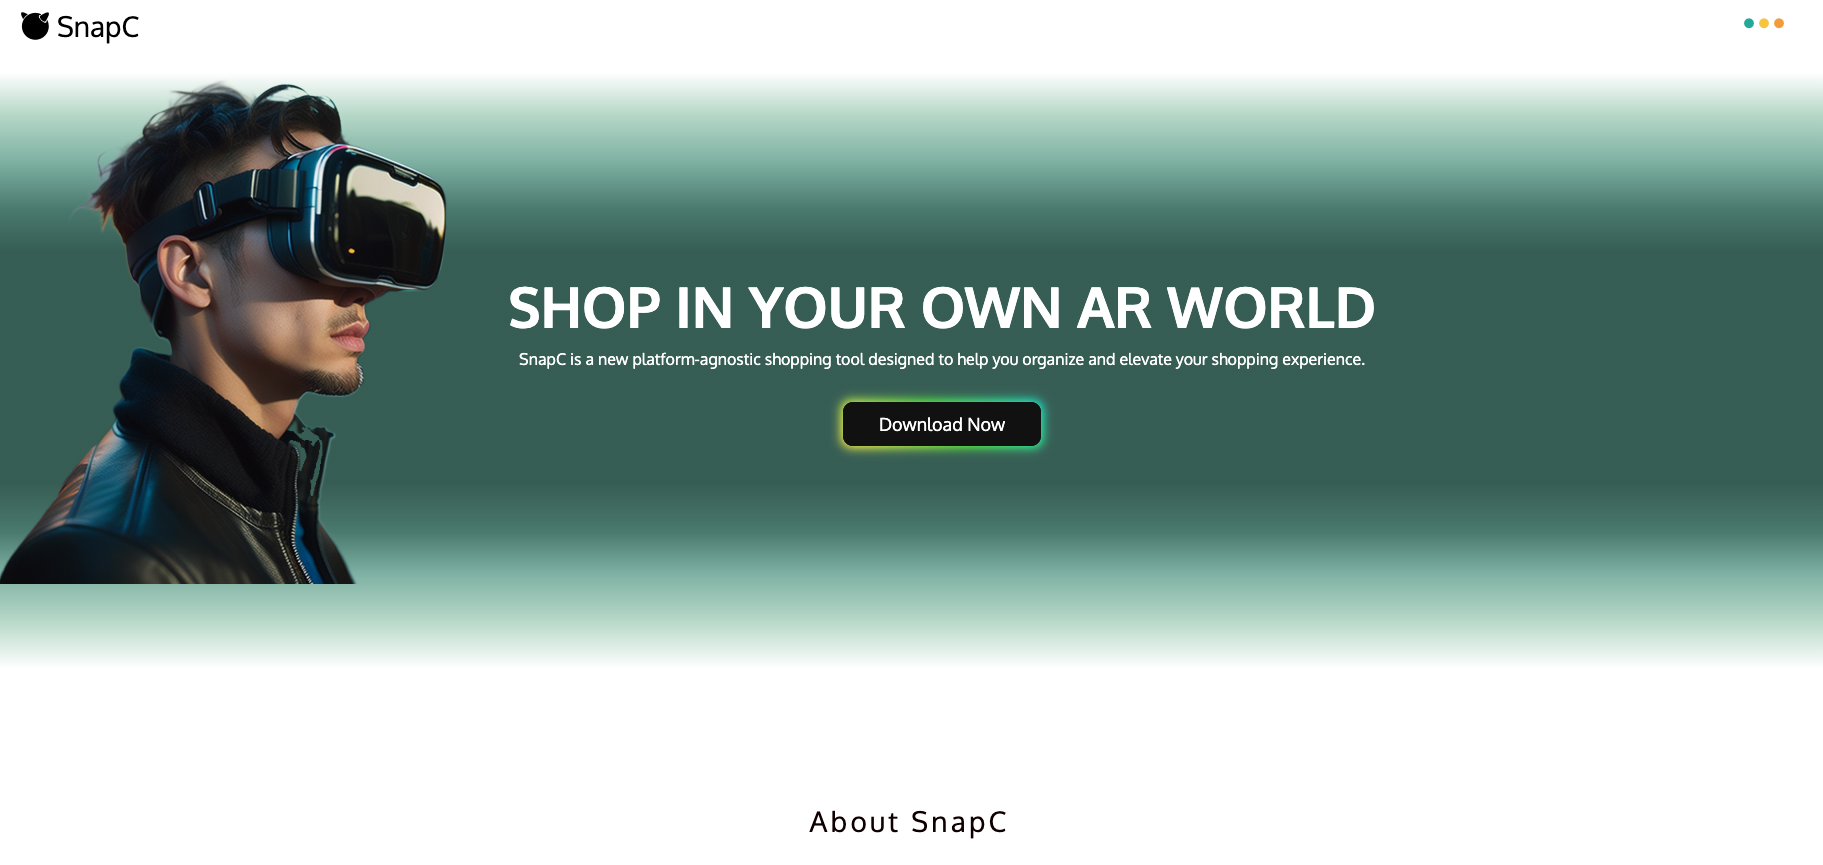 SnapC
SHOP IN YOUR OWN AR WORLD
SnapC is a new platform-agnostic shopping tool designed to help you organize and elevate your shopping experience.
Download Now
About SnapC